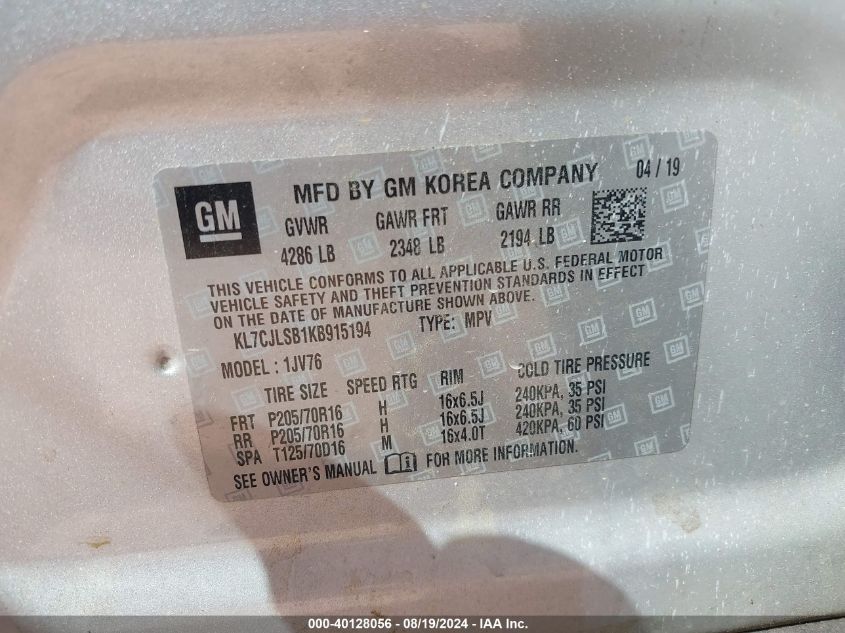 GM
MFD BY GM KOREA COMPANY 04 / 19
GVWR GAWR FRT GAWR RR
4286 LB 2348 LB 2194 LB
THIS VEHICLE CONFORMS TO ALL APPLICABLE U.S. FEDERAL MOTOR
VEHICLE SAFETY AND THEFT PREVENTION STANDARDS IN EFFECT
ON THE DATE OF MANUFACTURE SHOWN ABOVE.
KL7CJLSB1KB915194 TYPE: MPV
MODEL : 1JV76
TIRE SIZE SPEED RTG RIM COLD TIRE PRESSURE
FRT P205/70R16 H 16x6.5J 240KPA, 35 PSI
RR P205/70R16 H 16x6.5J 240KPA, 35 PSI
SPA T125/70D16 M 16x4.0T 420KPA, 60 PSI
SEE OWNER'S MANUAL FOR MORE INFORMATION.
000-40128056 - 08/19/2024 - IAA Inc.